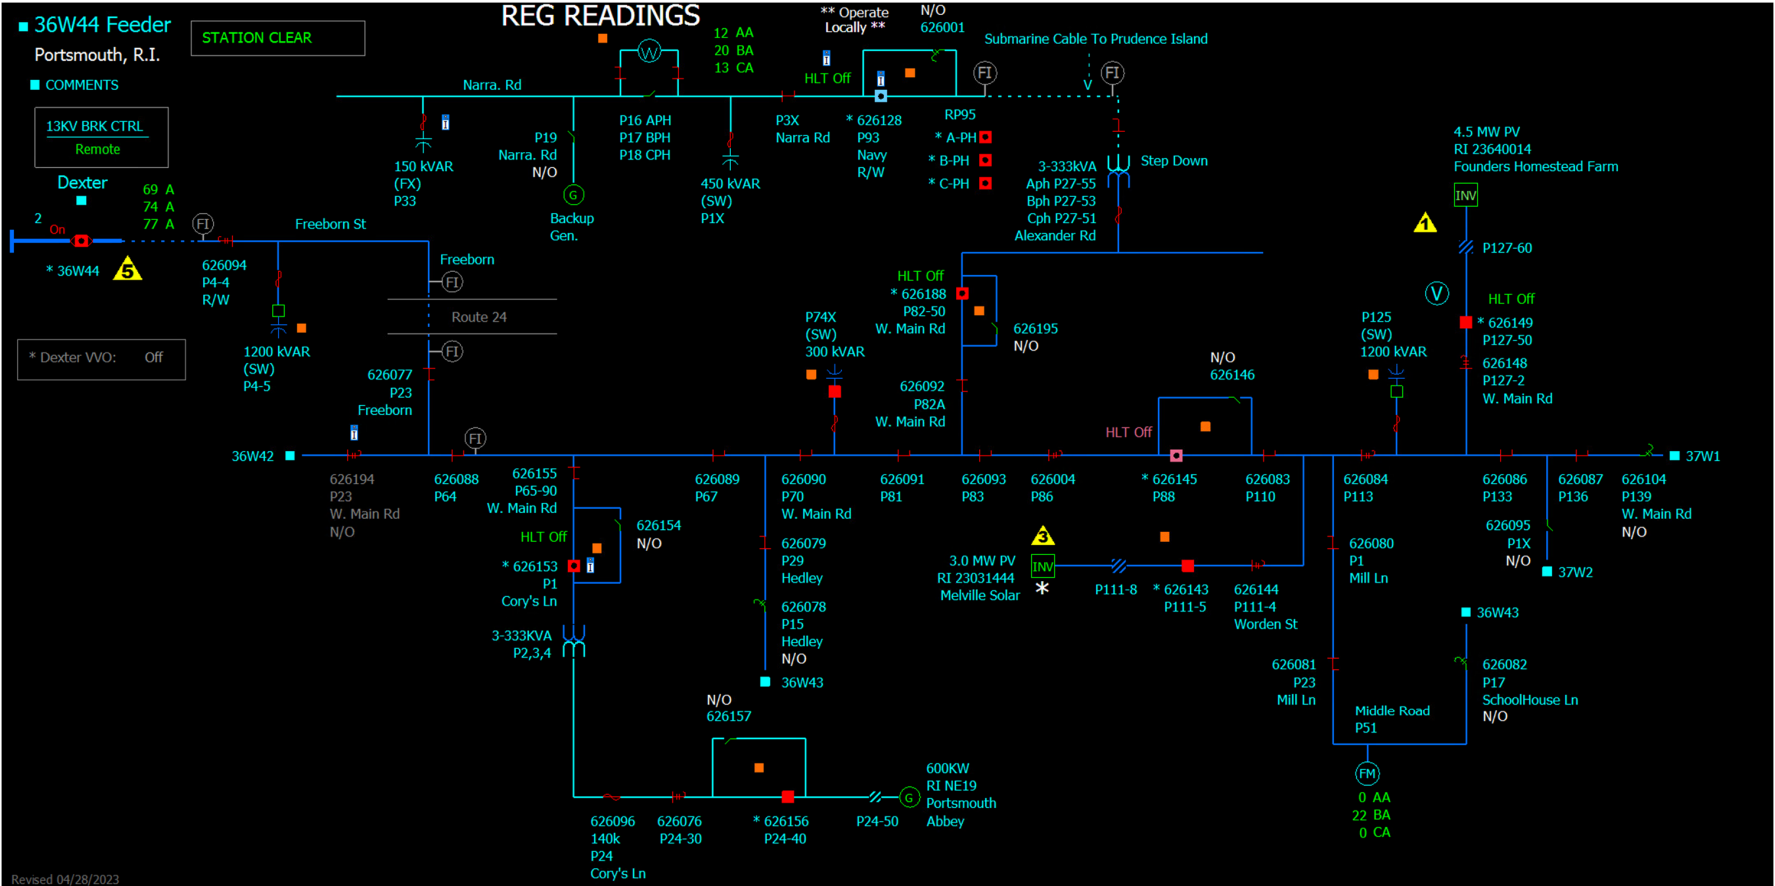 36W44 Feeder
Portsmouth, R.I.
COMMENTS
STATION CLEAR
13KV BRK CTRL
Remote
Dexter
69 A
74 A
77 A
2
On
* 36W44
5
* Dexter VVO: Off
REG READINGS
12 AA
20 BA
13 CA
W
** Operate
Locally **
N/O
626001
Submarine Cable To Prudence Island
V
FI
FI
HLT Off
I
I
Narra. Rd
I
150 kVAR
(FX)
P33
P19
Narra. Rd
N/O
G
Backup
Gen.
P16 APH
P17 BPH
P18 CPH
450 kVAR
(SW)
P1X
P3X
Narra Rd
* 626128
P93
Navy
R/W
RP95
* A-PH
* B-PH
* C-PH
3-333kVA
Aph P27-55
Bph P27-53
Cph P27-51
Alexander Rd
Step Down
4.5 MW PV
RI 23640014
Founders Homestead Farm
INV
1
P127-60
V
HLT Off
* 626149
P127-50
626148
P127-2
W. Main Rd
FI
Freeborn St
626094
P4-4
R/W
1200 kVAR
(SW)
P4-5
Freeborn
FI
Route 24
FI
626077
P23
Freeborn
HLT Off
* 626188
P82-50
W. Main Rd
626195
N/O
626092
P82A
W. Main Rd
P74X
(SW)
300 kVAR
N/O
626146
HLT Off
P125
(SW)
1200 kVAR
I
FI
36W42
626194
P23
W. Main Rd
N/O
626088
P64
626155
P65-90
W. Main Rd
626089
P67
626090
P70
W. Main Rd
626091
P81
626093
P83
626004
P86
* 626145
P88
626083
P110
626084
P113
626086
P133
626087
P136
626104
P139
W. Main Rd
N/O
37W1
626095
P1X
N/O
37W2
HLT Off
626154
N/O
* 626153
I
P1
Cory's Ln
626079
P29
Hedley
626078
P15
Hedley
N/O
36W43
3
3.0 MW PV
RI 23031444
Melville Solar
INV
*
P111-8
* 626143
P111-5
626144
P111-4
Worden St
626080
P1
Mill Ln
36W43
626081
P23
Mill Ln
626082
P17
SchoolHouse Ln
N/O
Middle Road
P51
FM
0 AA
22 BA
0 CA
3-333KVA
P2,3,4
N/O
626157
626096
140k
P24
Cory's Ln
626076
P24-30
* 626156
P24-40
P24-50
G
600KW
RI NE19
Portsmouth
Abbey
Revised 04/28/2023